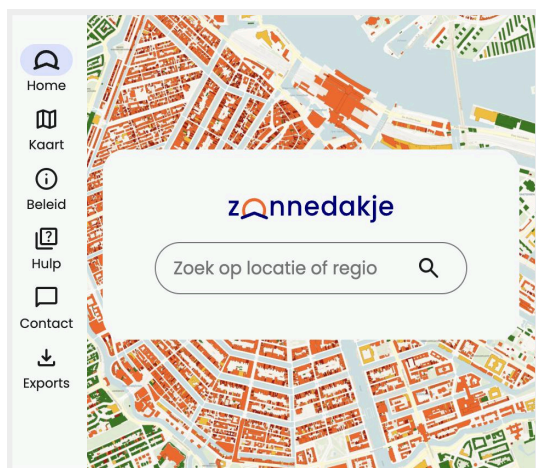 Home
Kaart
Beleid
Hulp
Contact
Exports
zonnedakje
Zoek op locatie of regio